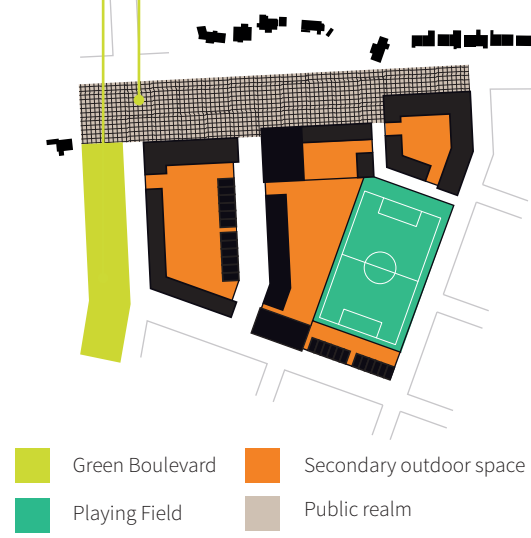 Green Boulevard
Secondary outdoor space
Playing Field
Public realm